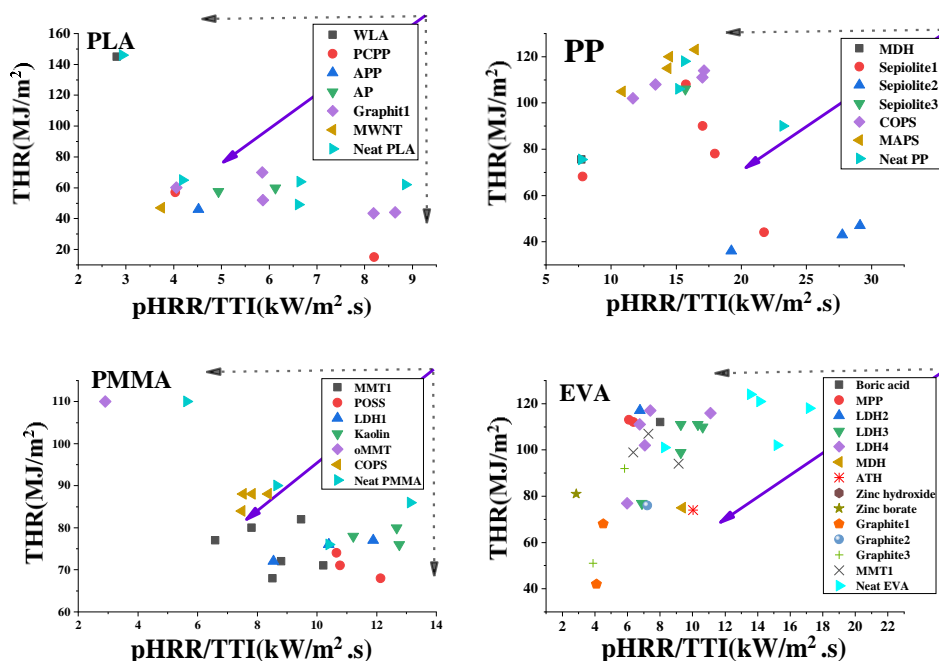 PLA
THR(MJ/m²)
160
140
120
100
80
60
40
20
2
3
4
5
6
7
8
9
pHRR/TTI(kW/m² .s)
WLA
PCPP
APP
AP
Graphit1
MWNT
Neat PLA
PP
THR(MJ/m²)
120
100
80
60
40
5
10
15
20
25
30
pHRR/TTI(kW/m² .s)
MDH
Sepiolite1
Sepiolite2
Sepiolite3
COPS
MAPS
Neat PP
PMMA
THR(MJ/m²)
110
100
90
80
70
60
2
4
6
8
10
12
14
pHRR/TTI(kW/m² .s)
MMT1
POSS
LDH1
Kaolin
oMMT
COPS
Neat PMMA
EVA
THR(MJ/m²)
120
100
80
60
40
2
4
6
8
10
12
14
16
18
20
22
pHRR/TTI(kW/m² .s)
Boric acid
MPP
LDH2
LDH3
LDH4
MDH
ATH
Zinc hydroxide
Zinc borate
Graphite1
Graphite2
Graphite3
MMT1
Neat EVA